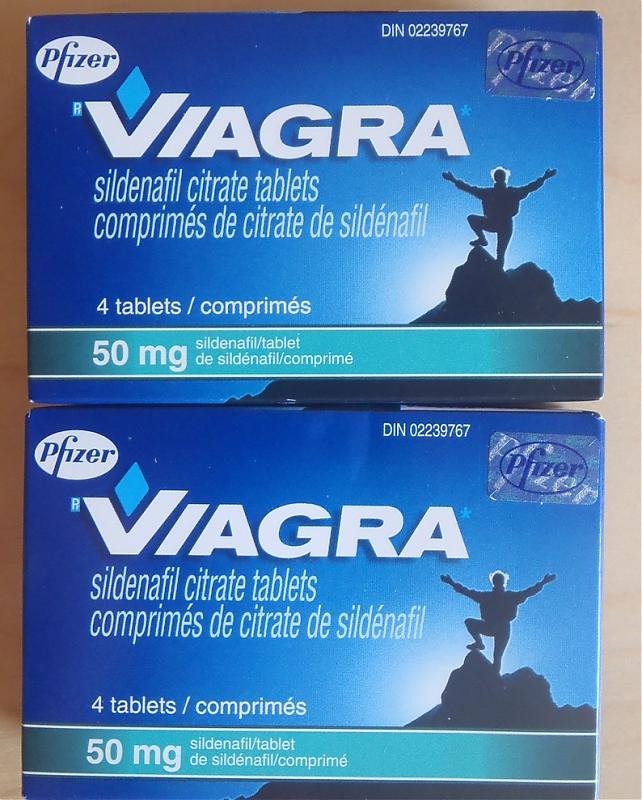 DIN 02239767
Pfizer
Pfizer
Pr VIAGRA*
sildenafil citrate tablets
comprimés de citrate de sildénafil
4 tablets / comprimés
50 mg sildenafil/tablet
de sildénafil/comprimé
DIN 02239767
Pfizer
Pfizer
Pr VIAGRA*
sildenafil citrate tablets
comprimés de citrate de sildénafil
4 tablets / comprimés
50 mg sildenafil/tablet
de sildénafil/comprimé